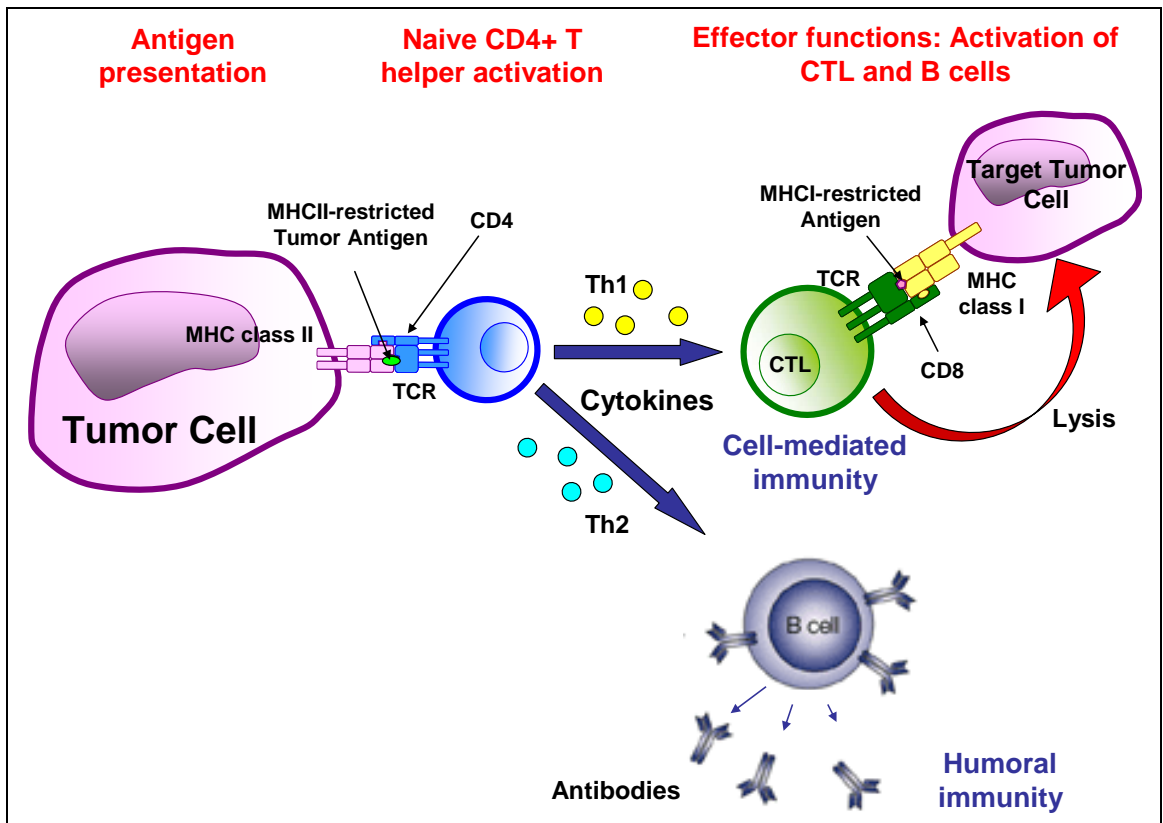 Antigen
presentation
Naive CD4+ T
helper activation
Effector functions: Activation of
CTL and B cells
MHCII-restricted
Tumor Antigen
CD4
MHC class II
TCR
Tumor Cell
Th1
Cytokines
Th2
MHCI-restricted
Antigen
Target Tumor
Cell
TCR
MHC
class I
CTL
CD8
Lysis
Cell-mediated
immunity
B cell
Antibodies
Humoral
immunity